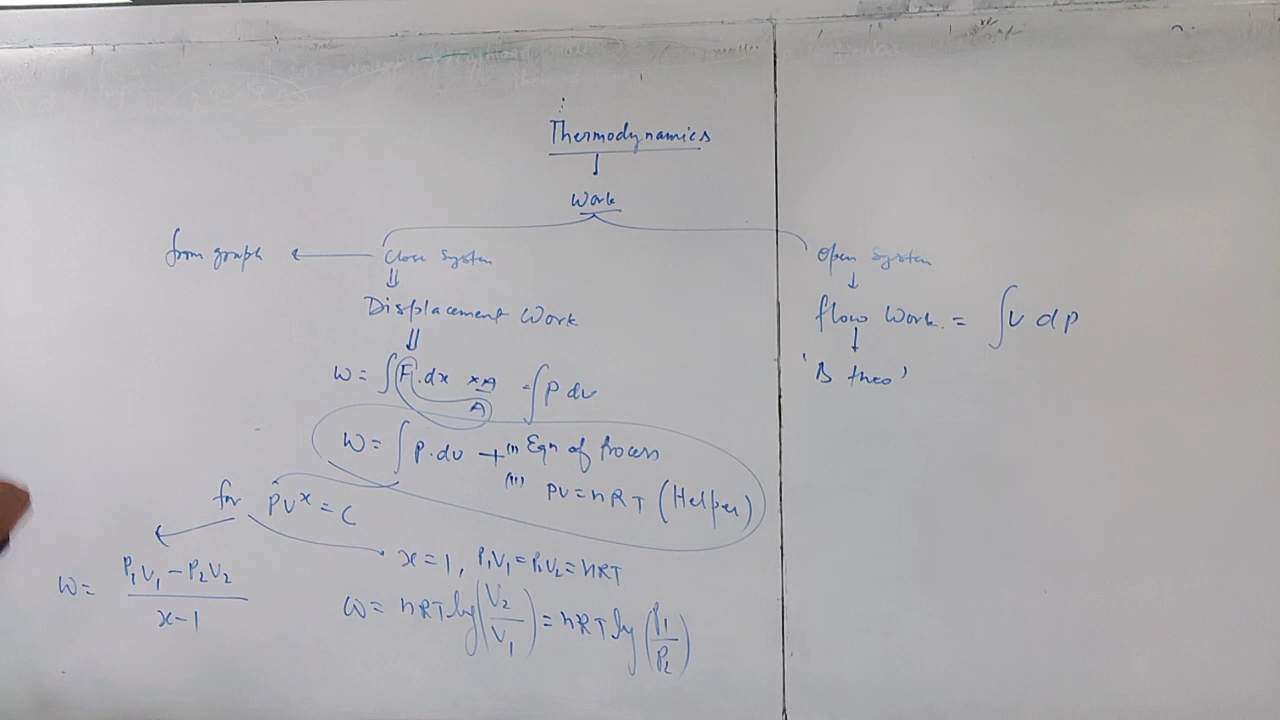 Thermodynamics
Work
from graph ← Close System
Open System
Displacement Work
flow Work = ∫v dp
W = ∫F.dx ×A/A = ∫P dv
'B theo'
W = ∫P.dv + (i) Eqn of Process
(ii) PV = nRT (Helper)
for PV^x = C
x = 1, P₁V₁ = P₂V₂ = nRT
W = (P₁V₁ - P₂V₂)/(x-1)
W = nRT log(V₂/V₁) = nRT log(P₁/P₂)